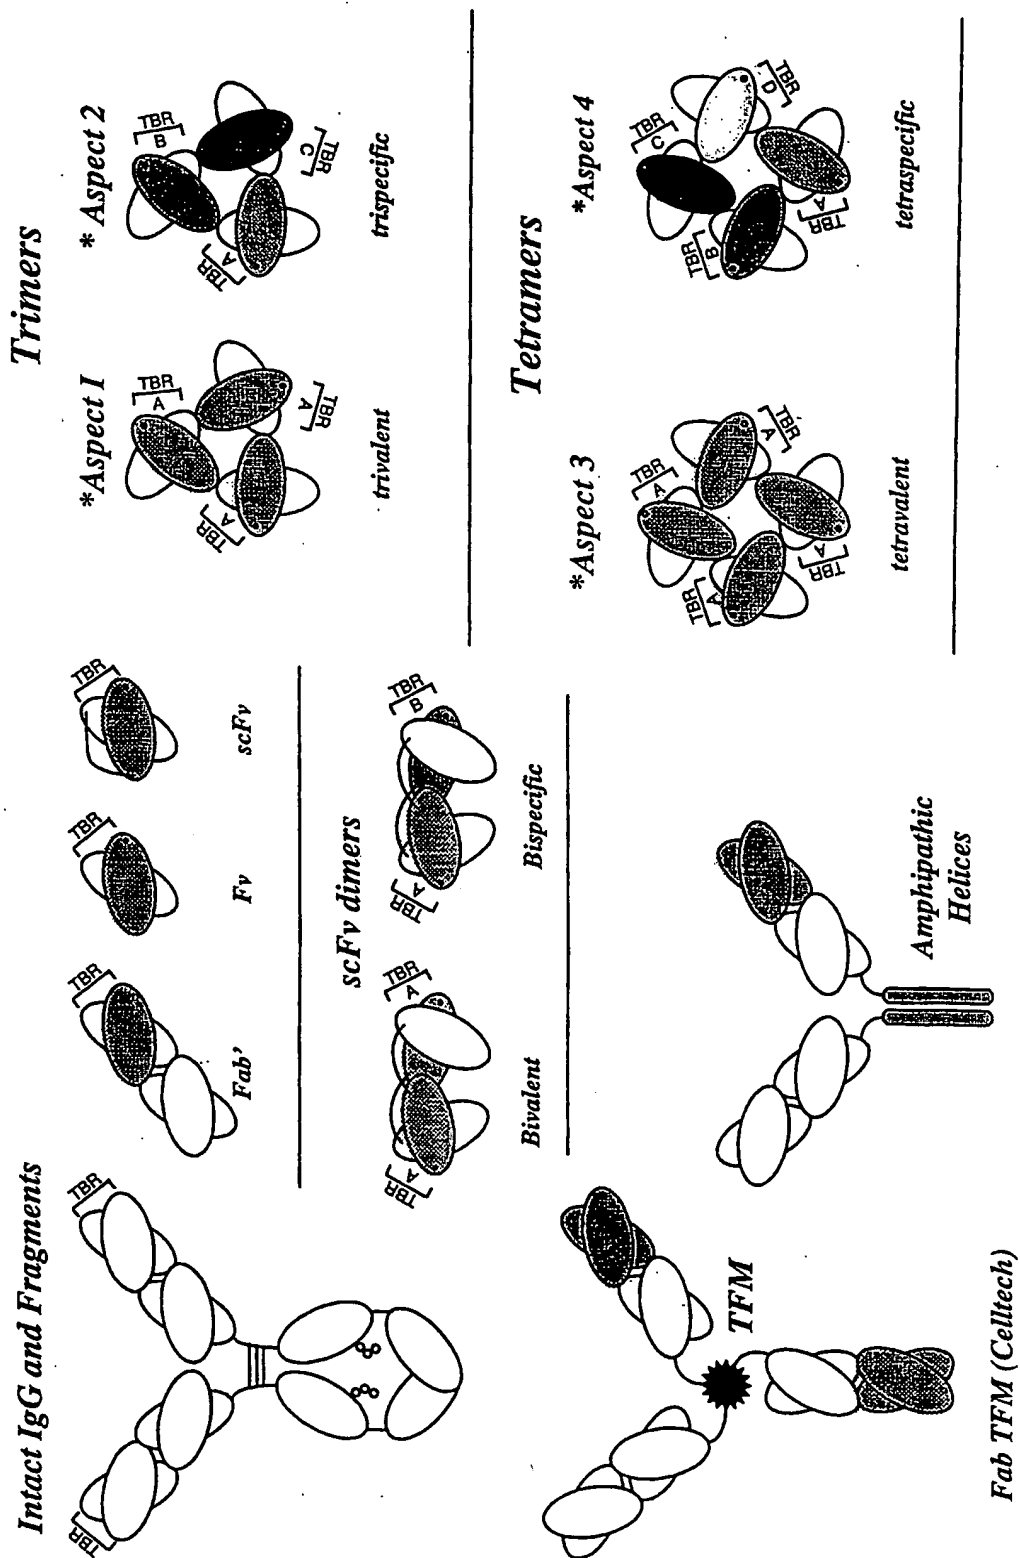 Intact IgG and Fragments
TBR
TBR
TBR
TBR
TBR
Fab'
Fv
scFv
scFv dimers
TBR
A
TBR
A
TBR
A
TBR
B
Bivalent
Bispecific
TFM
Fab TFM (Celltech)
Amphipathic
Helices
Trimers
*Aspect I
TBR
A
TBR
A
TBR
A
trivalent
* Aspect 2
TBR
A
TBR
B
TBR
C
trispecific
Tetramers
*Aspect 3
TBR
A
TBR
A
TBR
A
TBR
A
tetravalent
*Aspect 4
TBR
B
TBR
C
TBR
D
TBR
A
tetraspecific